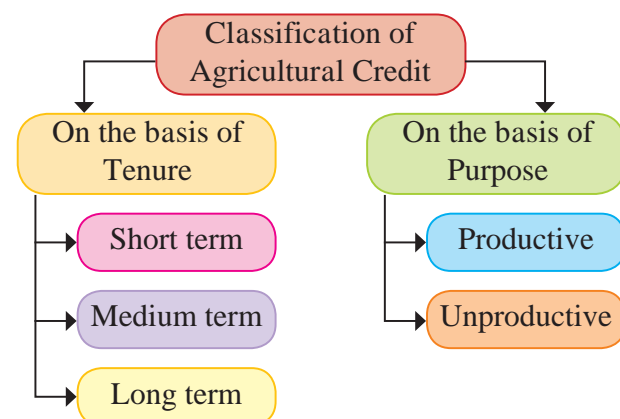 Classification of
Agricultural Credit
On the basis of
Tenure
Short term
Medium term
Long term
On the basis of
Purpose
Productive
Unproductive